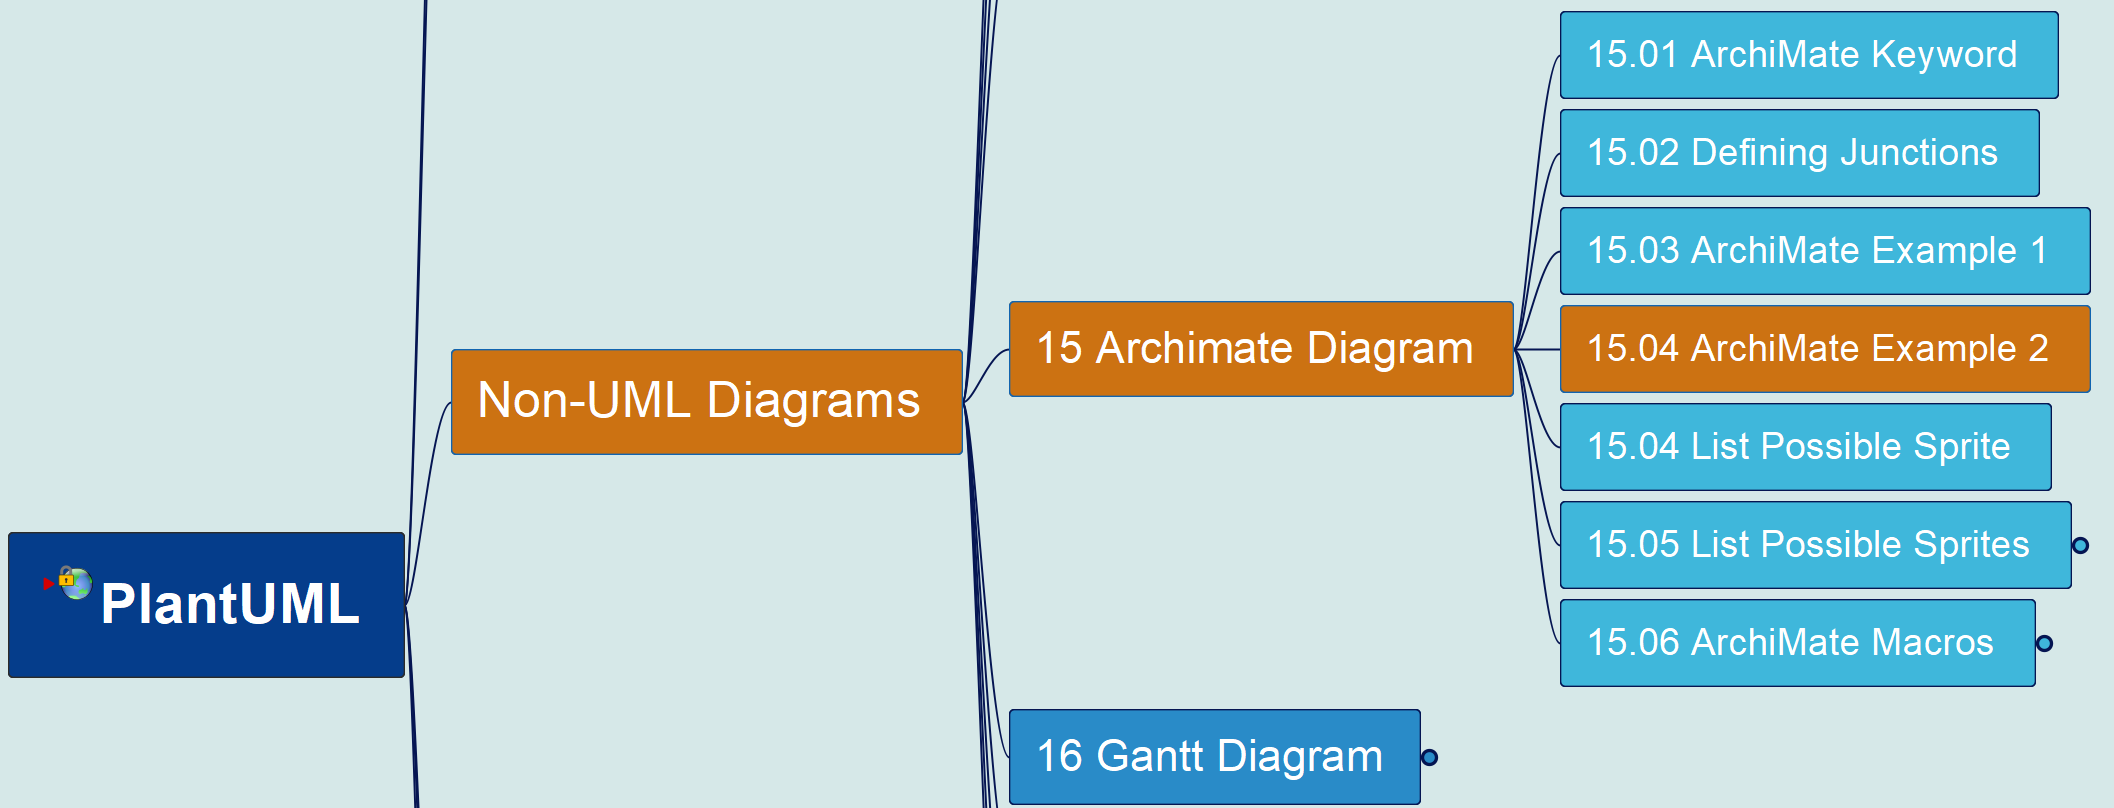 PlantUML
Non-UML Diagrams
15 Archimate Diagram
15.01 ArchiMate Keyword
15.02 Defining Junctions
15.03 ArchiMate Example 1
15.04 ArchiMate Example 2
15.04 List Possible Sprite
15.05 List Possible Sprites
15.06 ArchiMate Macros
16 Gantt Diagram